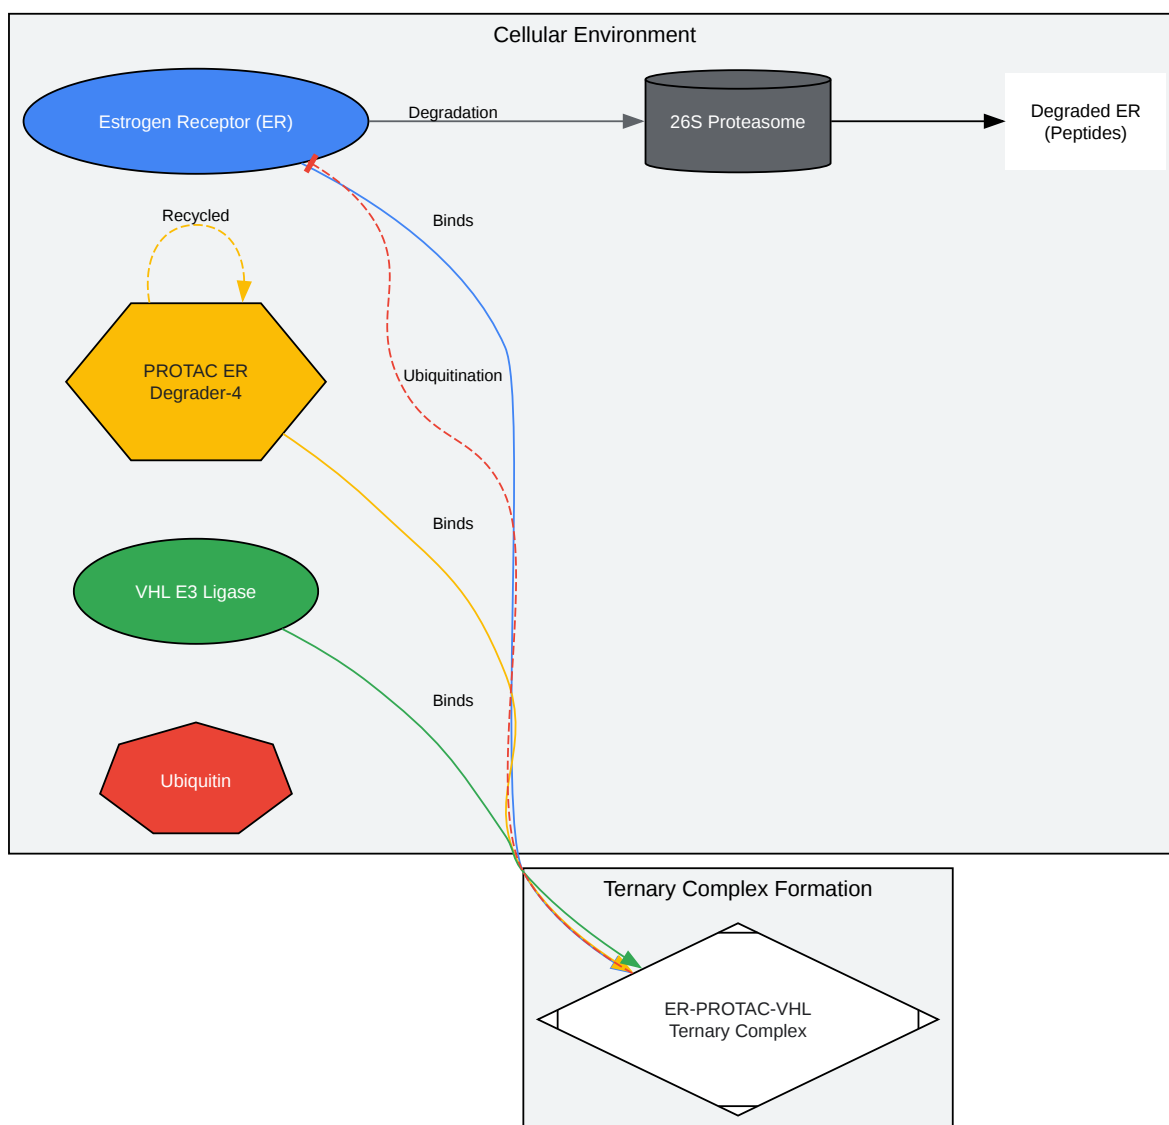 Cellular Environment
Estrogen Receptor (ER)
Degradation
26S Proteasome
Degraded ER
(Peptides)
Recycled
Binds
PROTAC ER
Degrader-4
Ubiquitination
Binds
VHL E3 Ligase
Binds
Ubiquitin
Ternary Complex Formation
ER-PROTAC-VHL
Ternary Complex